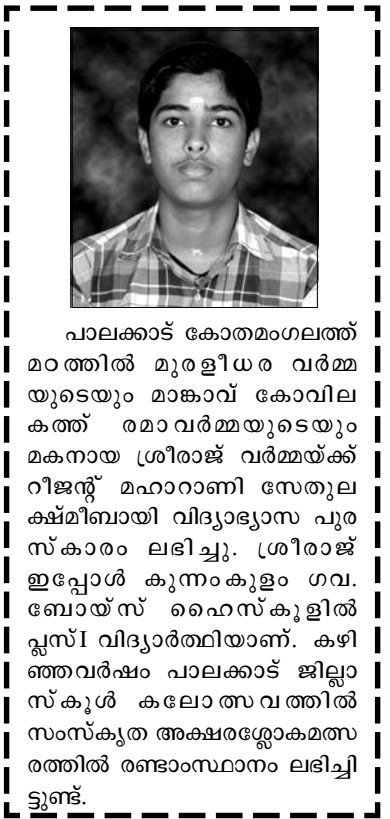 പാലക്കാട് കോതമംഗലത്ത്
മഠത്തിൽ മുരളീധര വർമ്മ
യുടെയും മാങ്കാവ് കോവില
കത്ത് രമാവർമ്മയുടെയും
മകനായ ശ്രീരാജ് വർമ്മയ്ക്ക്
റീജന്റ് മഹാറാണി സേതുല
ക്ഷ്മീബായി വിദ്യാഭ്യാസ പുര
സ്കാരം ലഭിച്ചു. ശ്രീരാജ്
ഇപ്പോൾ കുന്നംകുളം ഗവ.
ബോയ്സ് ഹൈസ്കൂളിൽ
പ്ലസ്I വിദ്യാർത്ഥിയാണ്. കഴി
ഞ്ഞവർഷം പാലക്കാട് ജില്ലാ
സ്കൂൾ കലോത്സവത്തിൽ
സംസ്കൃത അക്ഷരശ്ലോകമത്സ
രത്തിൽ രണ്ടാംസ്ഥാനം ലഭിച്ചി
ട്ടുണ്ട്.